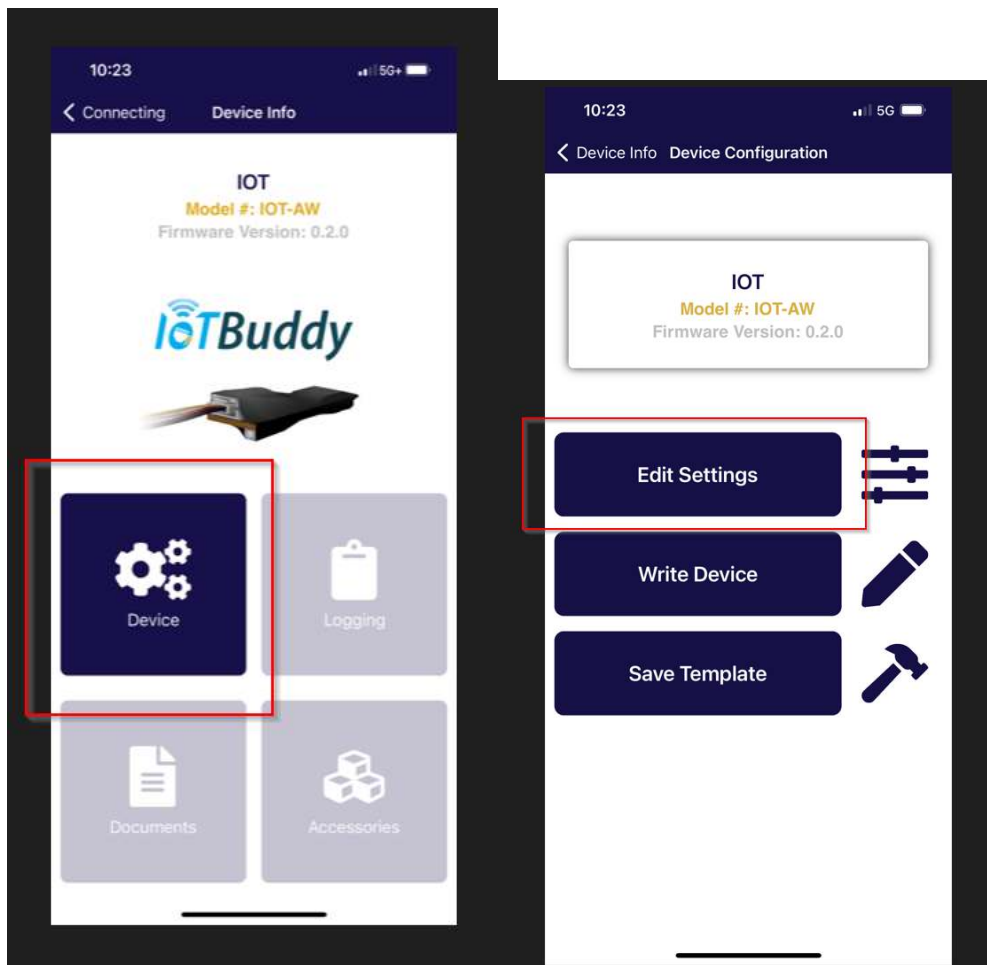 10:23
5G+
Connecting
Device Info
IOT
Model #: IOT-AW
Firmware Version: 0.2.0
IoTBuddy
Device
Logging
Documents
Accessories
10:23
5G
Device Info
Device Configuration
IOT
Model #: IOT-AW
Firmware Version: 0.2.0
Edit Settings
Write Device
Save Template